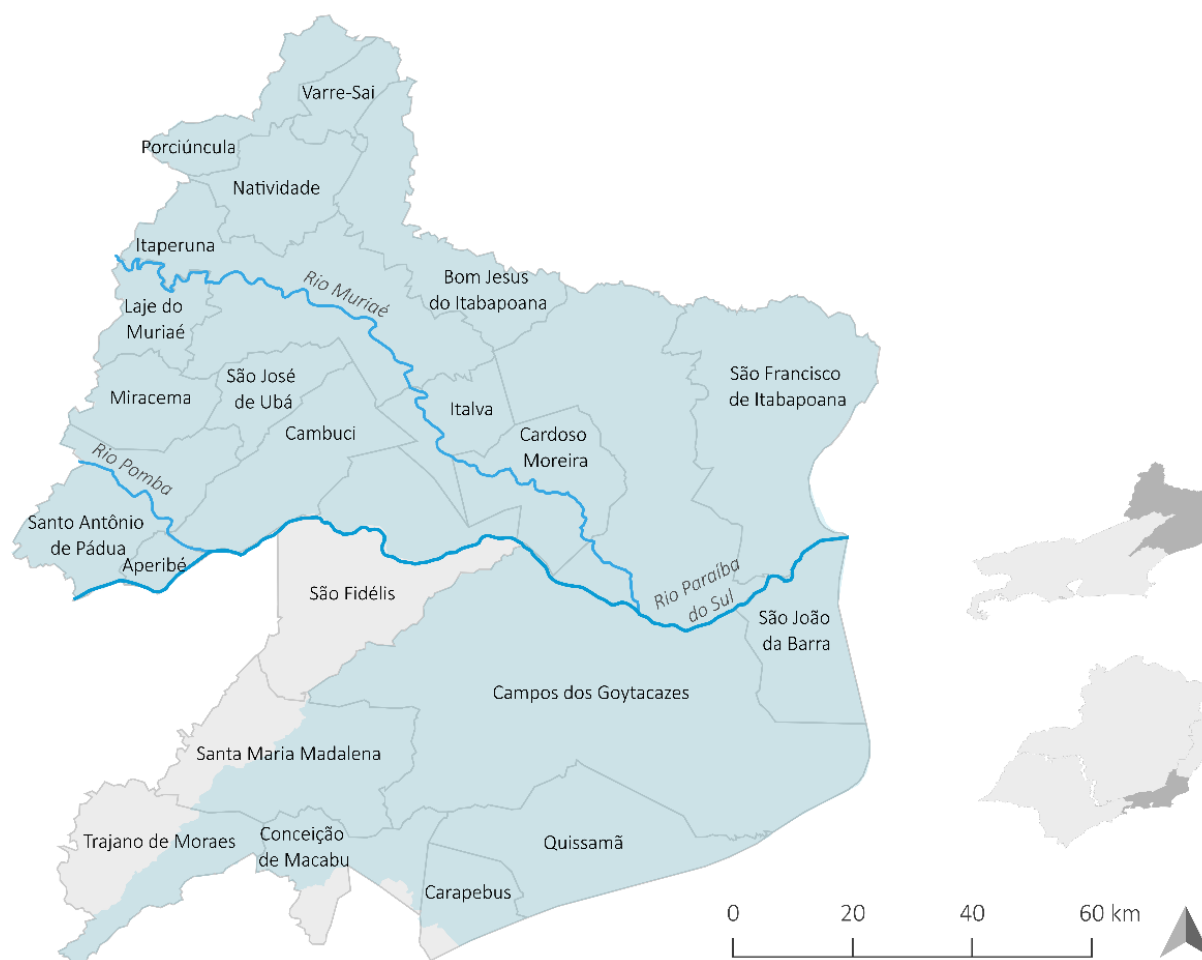 Varre-Sai
Porciúncula
Natividade
Itaperuna
Rio Muriaé
Bom Jesus
do Itabapoana
Laje do
Muriaé
São José
de Ubá
Miracema
São Francisco
de Itabapoana
Italva
Cambuci
Cardoso
Moreira
Rio Pomba
Santo Antônio
de Pádua
Aperibé
São Fidélis
Rio Paraíba
do Sul
São João
da Barra
Campos dos Goytacazes
Santa Maria Madalena
Trajano de Moraes
Conceição
de Macabu
Quissamã
Carapebus
0 20 40 60 km